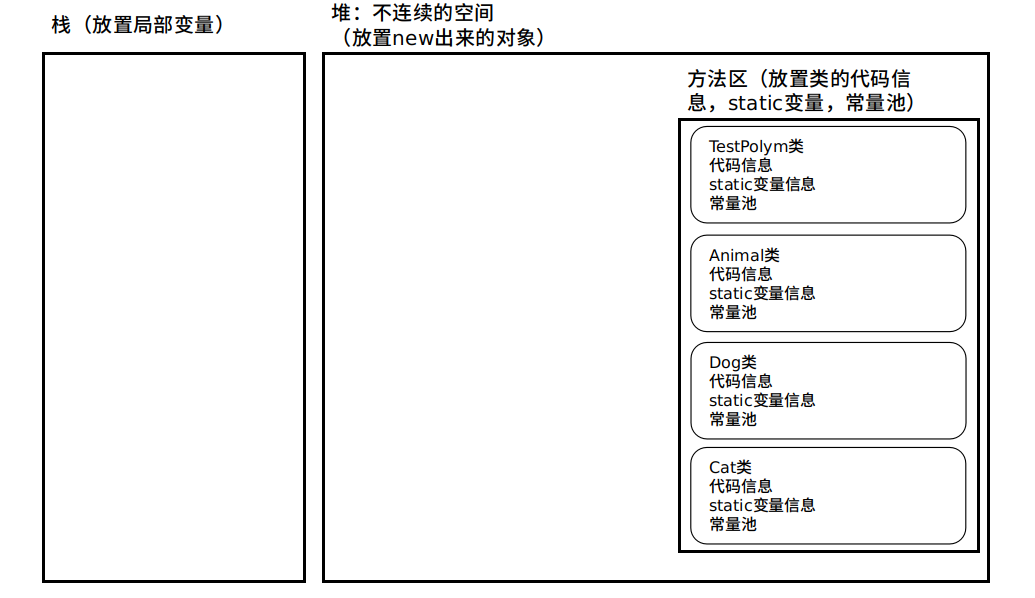 栈（放置局部变量）
堆：不连续的空间
（放置new出来的对象）
方法区（放置类的代码信
息，static变量，常量池）
TestPolym类
代码信息
static变量信息
常量池
Animal类
代码信息
static变量信息
常量池
Dog类
代码信息
static变量信息
常量池
Cat类
代码信息
static变量信息
常量池